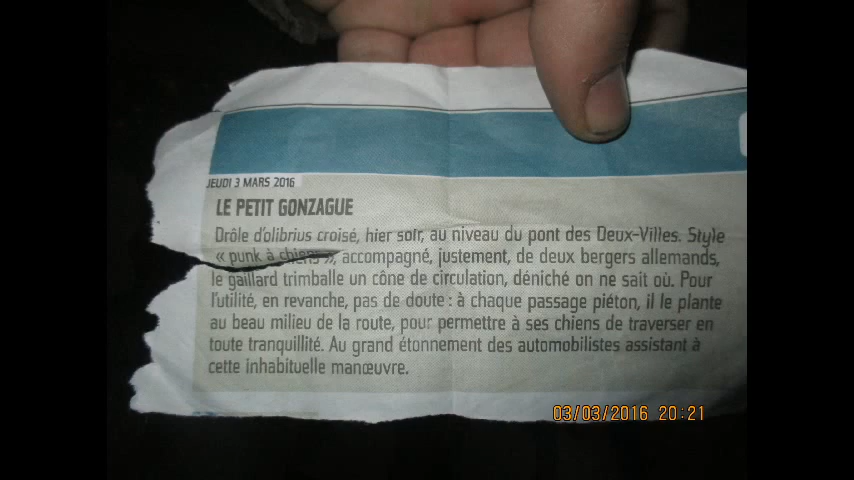 JEUDI 3 MARS 2016
LE PETIT GONZAGUE
Drôle d'olibrius croisé, hier soir, au niveau du pont des Deux-Villes. Style
« punk à chiens », accompagné, justement, de deux bergers allemands,
le gaillard trimballe un cône de circulation, déniché on ne sait où. Pour
l'utilité, en revanche, pas de doute : à chaque passage piéton, il le plante
au beau milieu de la route, pour permettre à ses chiens de traverser en
toute tranquillité. Au grand étonnement des automobilistes assistant à
cette inhabituelle manœuvre.
03/03/2016 20:21